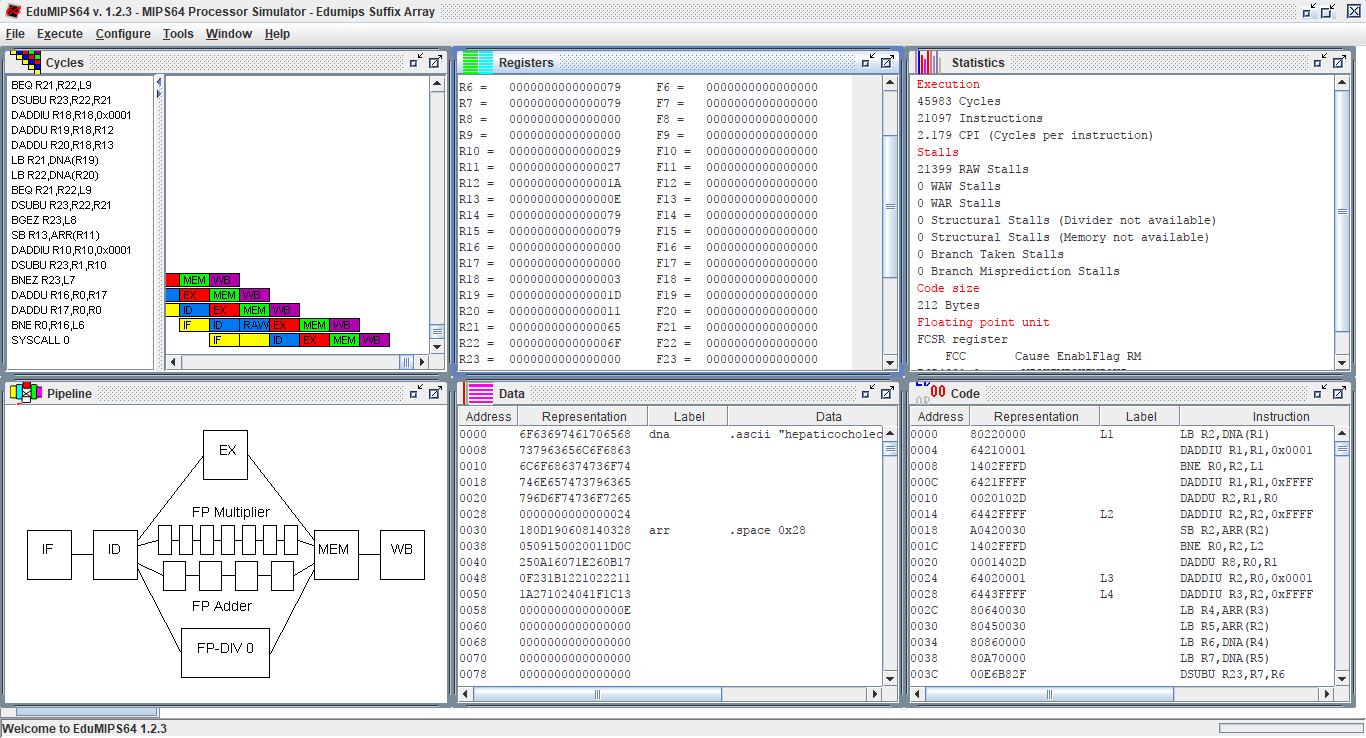 EduMIPS64 v. 1.2.3 - MIPS64 Processor Simulator - Edumips Suffix Array
File Execute Configure Tools Window Help
Cycles
BEQ R21,R22,L9
DSUBU R23,R22,R21
DADDIU R18,R18,0x0001
DADDU R19,R18,R12
DADDU R20,R18,R13
LB R21,DNA(R19)
LB R22,DNA(R20)
BEQ R21,R22,L9
DSUBU R23,R22,R21
BGEZ R23,L8
SB R13,ARR(R11)
DADDIU R10,R10,0x0001
DSUBU R23,R1,R10
BNEZ R23,L7
DADDU R16,R0,R17
DADDU R17,R0,R0
BNE R0,R16,L6
SYSCALL 0
MEM WB
EX MEM WB
ID EX MEM WB
IF ID RAW EX MEM WB
IF ID EX MEM WB
Registers
R6 = 0000000000000079 F6 = 0000000000000000
R7 = 0000000000000079 F7 = 0000000000000000
R8 = 0000000000000000 F8 = 0000000000000000
R9 = 0000000000000000 F9 = 0000000000000000
R10 = 0000000000000029 F10 = 0000000000000000
R11 = 0000000000000027 F11 = 0000000000000000
R12 = 000000000000001A F12 = 0000000000000000
R13 = 000000000000000E F13 = 0000000000000000
R14 = 0000000000000079 F14 = 0000000000000000
R15 = 0000000000000079 F15 = 0000000000000000
R16 = 0000000000000000 F16 = 0000000000000000
R17 = 0000000000000000 F17 = 0000000000000000
R18 = 0000000000000003 F18 = 0000000000000000
R19 = 000000000000001D F19 = 0000000000000000
R20 = 0000000000000011 F20 = 0000000000000000
R21 = 0000000000000065 F21 = 0000000000000000
R22 = 000000000000006F F22 = 0000000000000000
R23 = 0000000000000000 F23 = 0000000000000000
Statistics
Execution
45983 Cycles
21097 Instructions
2.179 CPI (Cycles per instruction)
Stalls
21399 RAW Stalls
0 WAW Stalls
0 WAR Stalls
0 Structural Stalls (Divider not available)
0 Structural Stalls (Memory not available)
0 Branch Taken Stalls
0 Branch Misprediction Stalls
Code size
212 Bytes
Floating point unit
FCSR register
FCC Cause EnablFlag RM
Pipeline
EX
FP Multiplier
IF ID MEM WB
FP Adder
FP-DIV 0
Data
Address Representation Label Data
0000 6F63697461706568 dna .ascii "hepaticocholec
0008 737963656C6F6863
0010 6C6F686374736F74
0018 746E657473796365
0020 796D6F74736F7265
0028 0000000000000024
0030 180D190608140328 arr .space 0x28
0038 0509150020011D0C
0040 250A16071E260B17
0048 0F231B1221022211
0050 1A271024041F1C13
0058 000000000000000E
0060 0000000000000000
0068 0000000000000000
0070 0000000000000000
0078 0000000000000000
Code
Address Representation Label Instruction
0000 80220000 L1 LB R2,DNA(R1)
0004 64210001 DADDIU R1,R1,0x0001
0008 1402FFFD BNE R0,R2,L1
000C 6421FFFF DADDIU R1,R1,0xFFFF
0010 0020102D DADDU R2,R1,R0
0014 6442FFFF L2 DADDIU R2,R2,0xFFFF
0018 A0420030 SB R2,ARR(R2)
001C 1402FFFD BNE R0,R2,L2
0020 0001402D DADDU R8,R0,R1
0024 64020001 L3 DADDIU R2,R0,0x0001
0028 6443FFFF L4 DADDIU R3,R2,0xFFFF
002C 80640030 LB R4,ARR(R3)
0030 80450030 LB R5,ARR(R2)
0034 80860000 LB R6,DNA(R4)
0038 80A70000 LB R7,DNA(R5)
003C 00E6B82F DSUBU R23,R7,R6
Welcome to EduMIPS64 1.2.3